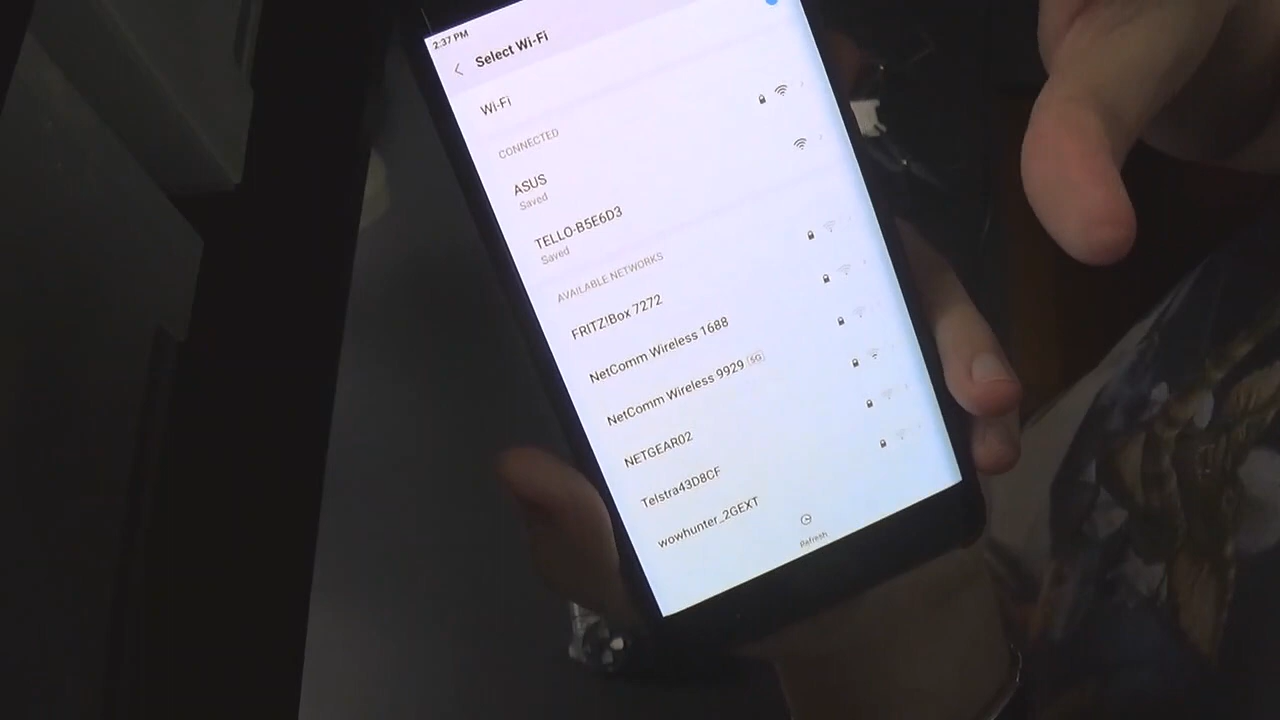 2:37 PM
Select Wi-Fi
Wi-Fi
CONNECTED
ASUS
Saved
TELLO-B5E6D3
Saved
AVAILABLE NETWORKS
FRITZ!Box 7272
NetComm Wireless 1688
NetComm Wireless 9929 5G
NETGEAR02
Telstra43D8CF
wowhunter_2GEXT
Refresh